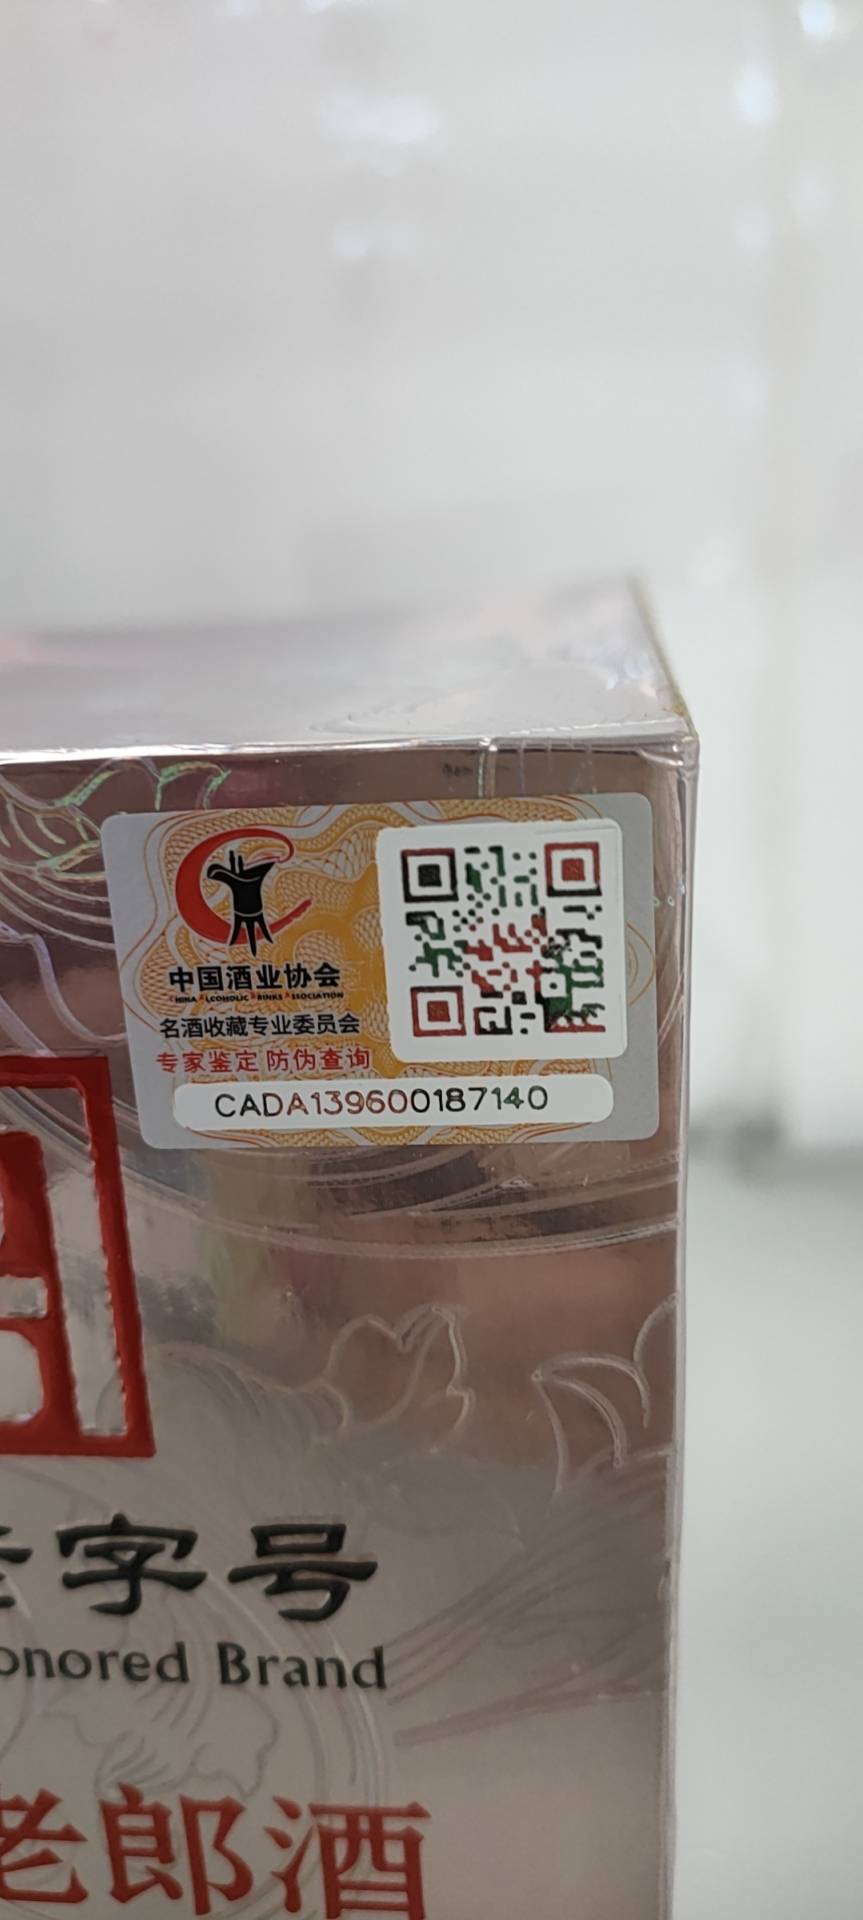 中国酒业协会
CHINA ALCOHOLIC DRINKS ASSOCIATION
名酒收藏专业委员会
专家鉴定 防伪查询
CADA139600187140
字号
onored Brand
老郎酒